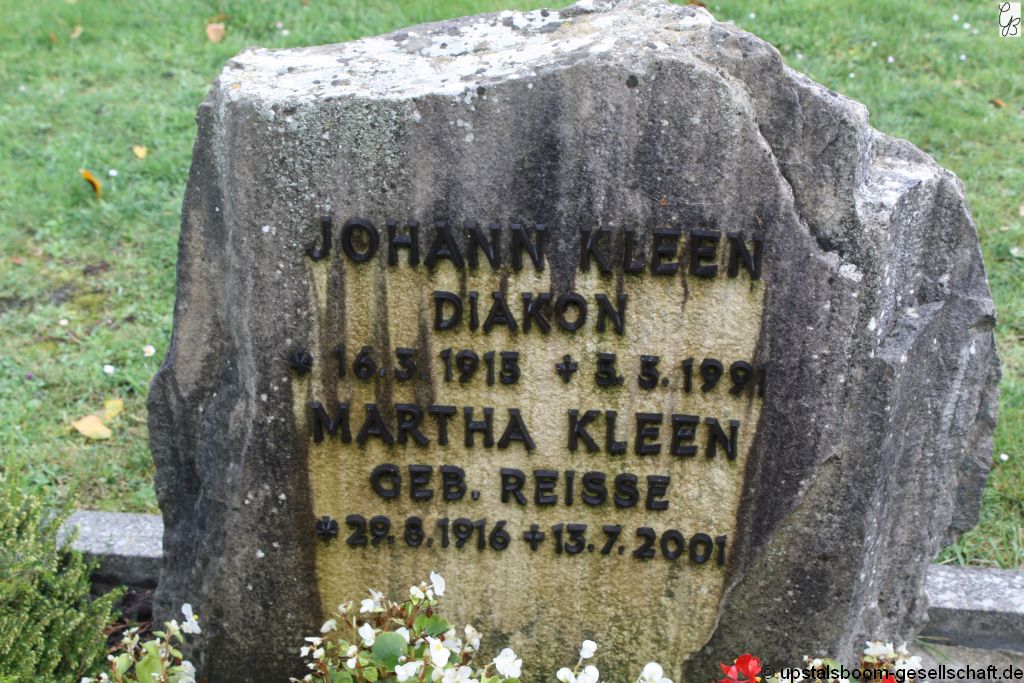 JOHANN KLEEN
DIAKON
* 16.3.1915 + 3.3.1991
MARTHA KLEEN
GEB. REISSE
* 29.8.1916 + 13.7.2001
© upstalsboom-gesellschaft.de